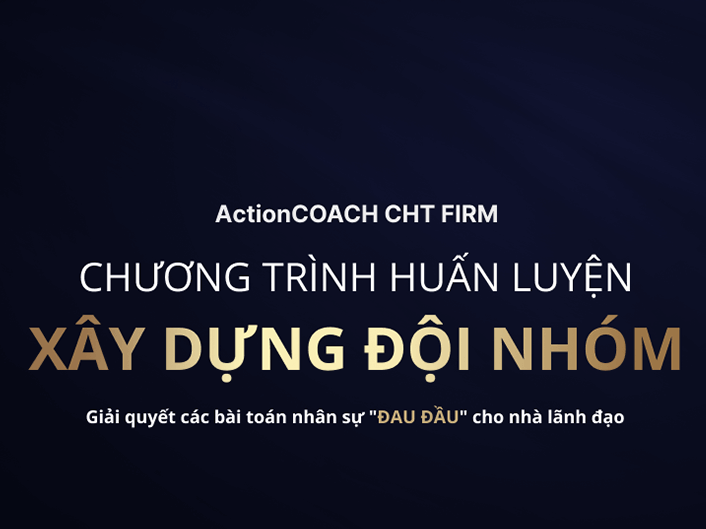 ActionCOACH CHT FIRM
CHƯƠNG TRÌNH HUẤN LUYỆN
XÂY DỰNG ĐỘI NHÓM
Giải quyết các bài toán nhân sự "ĐAU ĐẦU" cho nhà lãnh đạo